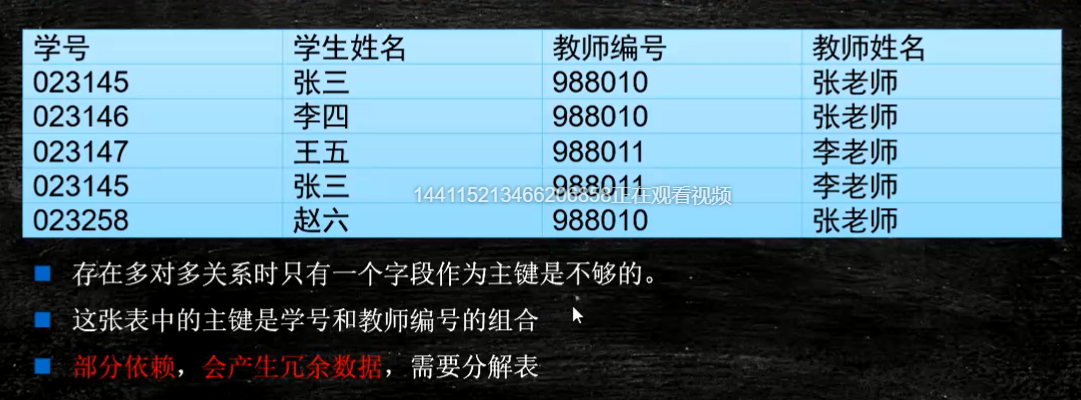 学号 学生姓名 教师编号 教师姓名
023145 张三 988010 张老师
023146 李四 988010 张老师
023147 王五 988011 李老师
023145 张三 988011 李老师
144115213466206858正在观看视频
023258 赵六 988010 张老师
存在多对多关系时只有一个字段作为主键是不够的。
这张表中的主键是学号和教师编号的组合
部分依赖，会产生冗余数据，需要分解表